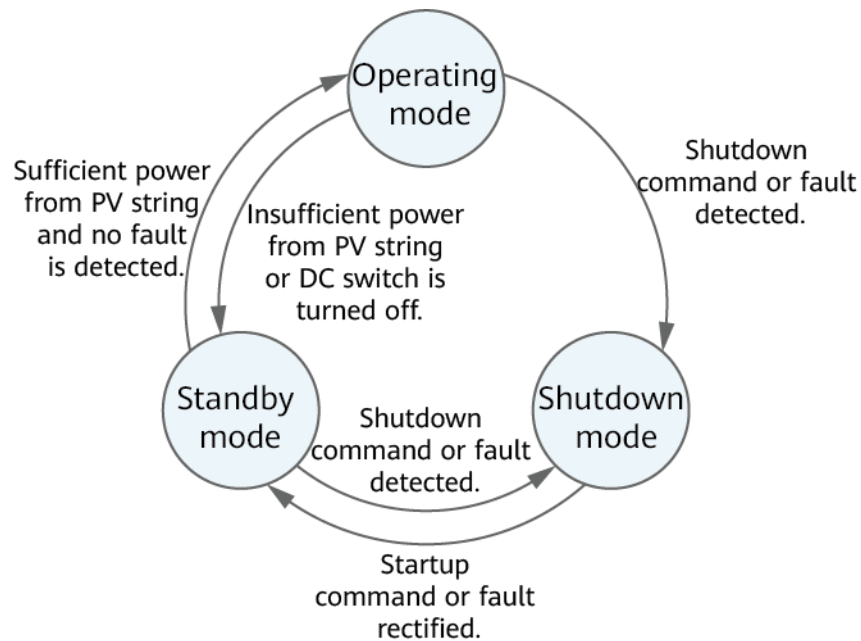 Operating
mode
Shutdown
command or fault
detected.
Sufficient power
from PV string
and no fault
is detected.
Insufficient power
from PV string
or DC switch is
turned off.
Standby
mode
Shutdown
command or fault
detected.
Shutdown
mode
Startup
command or fault
rectified.